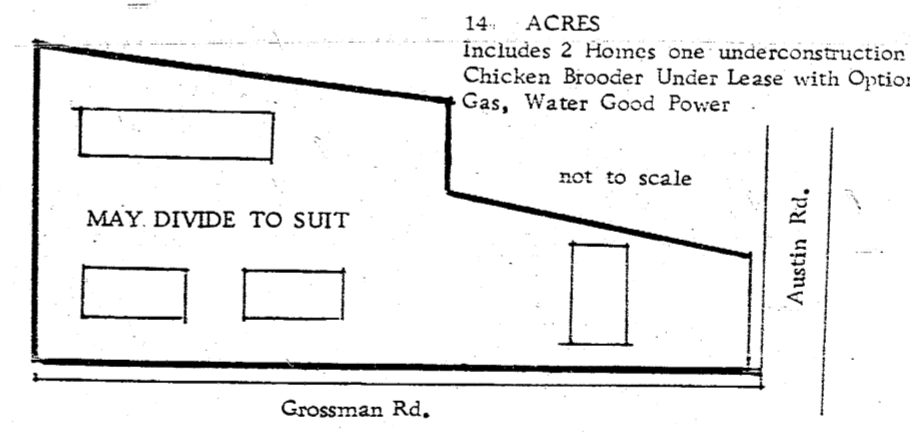 14 ACRES
Includes 2 Homes one underconstruction
Chicken Brooder Under Lease with Option
Gas, Water Good Power
not to scale
MAY DIVIDE TO SUIT
Austin Rd.
Grossman Rd.